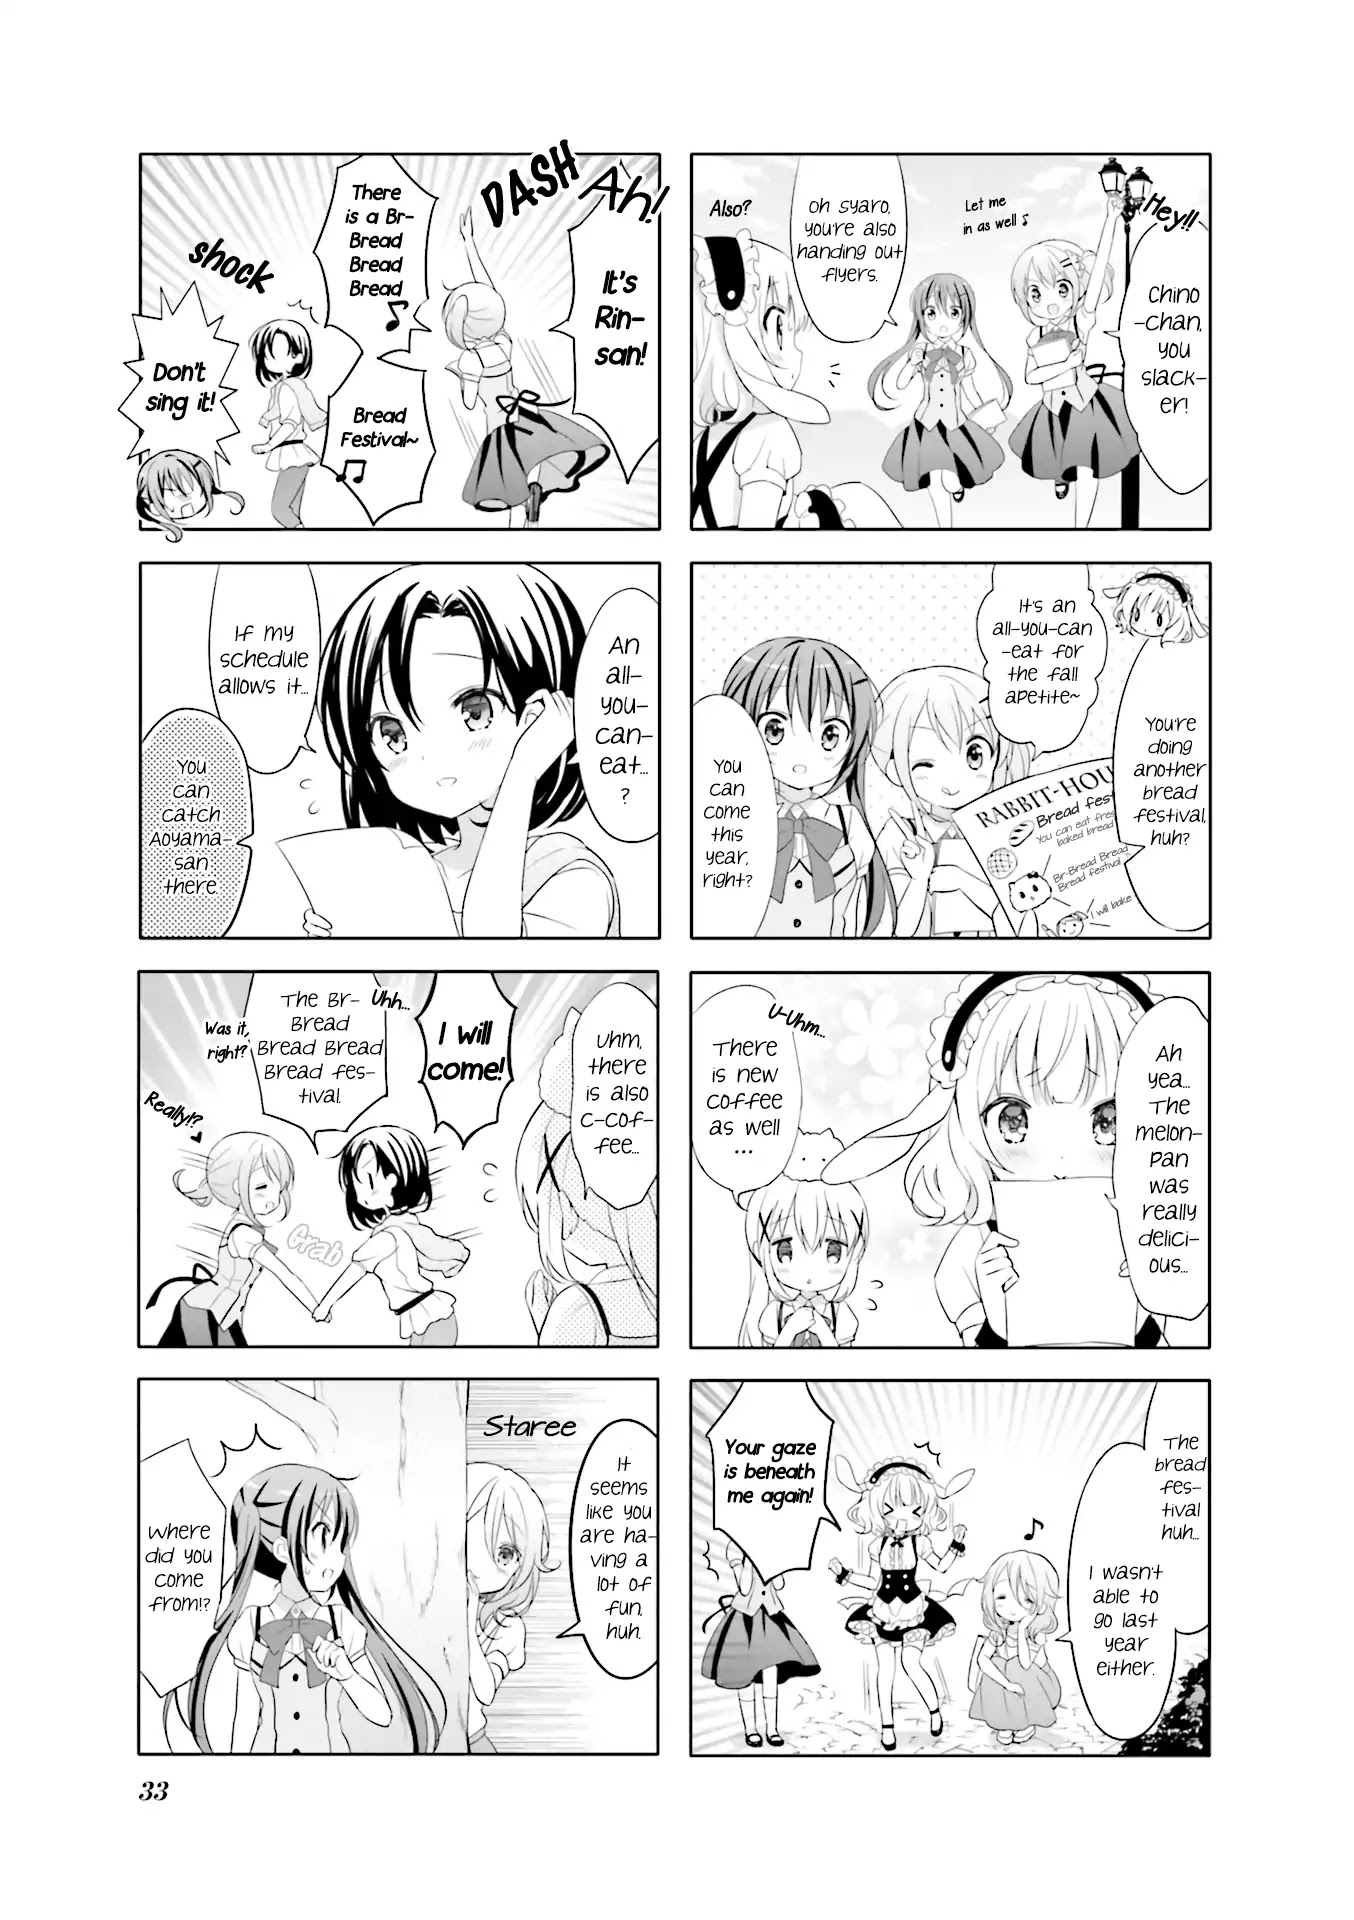 Hey!!
Chino
-chan,
you
slack-
er!
Let me
in as well ♪
Oh Syaro,
you're also
handing out
flyers.
Also?
You're
doing
another
bread
festival,
huh?
It's an
all-you-can
-eat for
the fall
apetite~
RABBIT-HOU
Bread fes
You can eat fres
baked bread
Br-Bread Bread
Bread festival~
I will bake
You
can
come
this
year,
right?
Ah
yea...
The
melon-
pan
was
really
delici-
ous...
U-Uhm...
There
is new
coffee
as well
...
The
bread
fes-
tival
huh...
I wasn't
able to
go last
year
either.
Your gaze
is beneath
me again!
Ah!
It's
Rin-
san!
DASH
There
is a Br-
Bread
Bread
Bread
♪
Bread
Festival~
♪
shock
Don't
sing it!
An
all-
you-
can-
eat...
?
If my
schedule
allows it...
You
can
catch
Aoyama-
san
there
Uhm,
there
is also
c-cof-
fee...
I will
come!
Uhh...
The Br-
Bread
Bread Bread
Bread fes-
tival.
Was it,
right?
Really!?
♥
Grab
It
seems
like you
are ha-
ving a
lot of
fun,
huh.
Staree
Where
did you
come
from!?
33